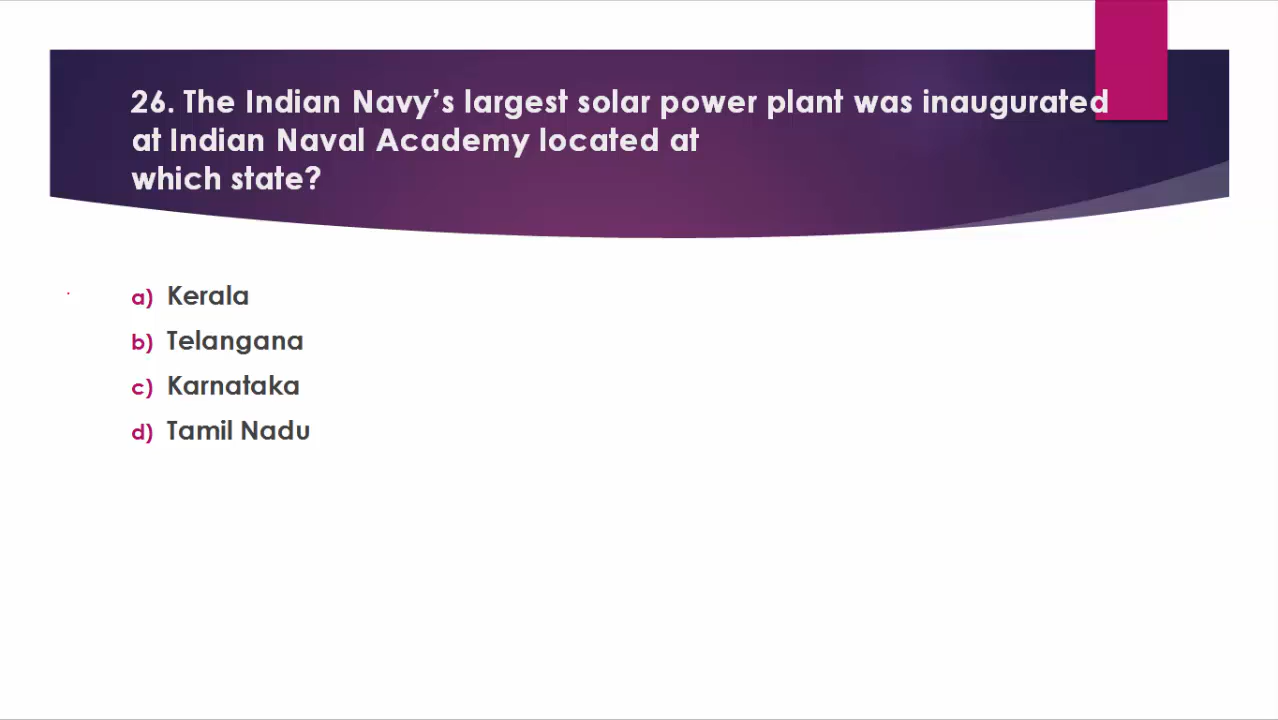 26. The Indian Navy’s largest solar power plant was inaugurated
at Indian Naval Academy located at
which state?
a) Kerala
b) Telangana
c) Karnataka
d) Tamil Nadu